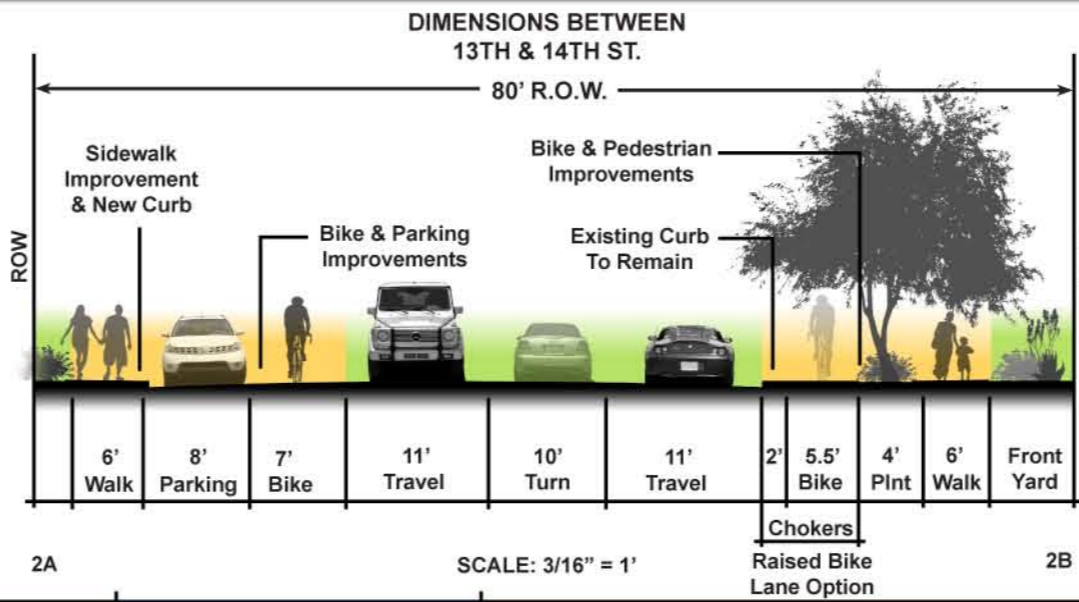 DIMENSIONS BETWEEN
13TH & 14TH ST.
80’ R.O.W.
Sidewalk
Improvement
& New Curb
Bike & Parking
Improvements
Bike & Pedestrian
Improvements
Existing Curb
To Remain
ROW
6’
Walk
8’
Parking
7’
Bike
11’
Travel
10’
Turn
11’
Travel
2’
5.5’
Bike
4’
Plnt
6’
Walk
Front
Yard
Chokers
Raised Bike
Lane Option
2A
SCALE: 3/16” = 1’
2B